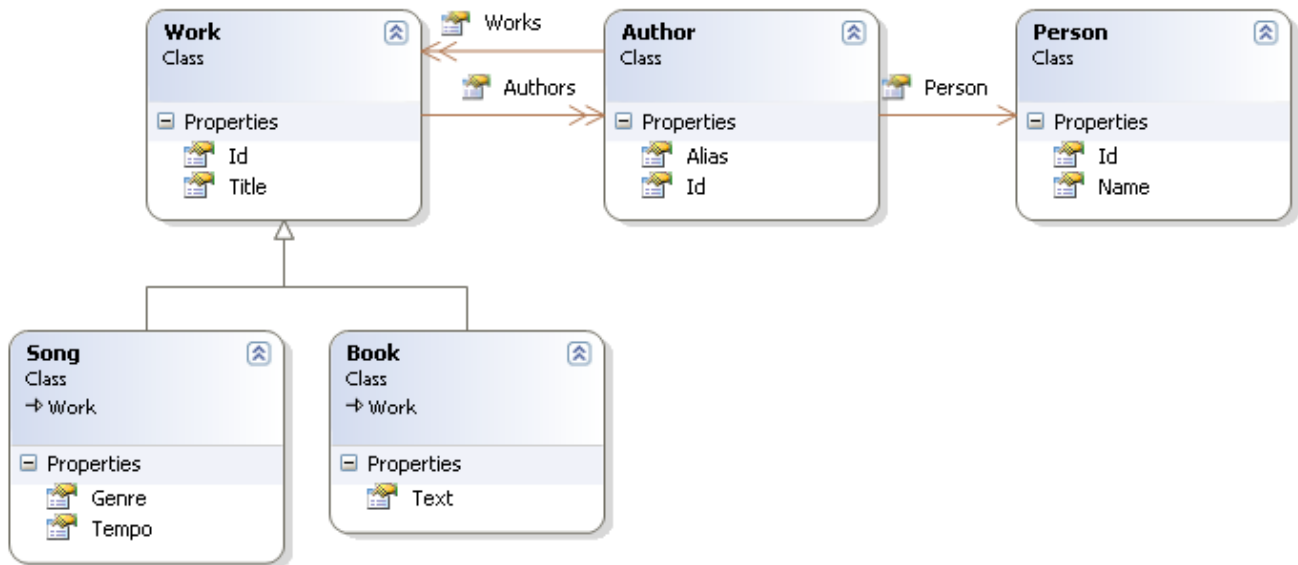 Work
Class
Properties
Id
Title
Works
Authors
Author
Class
Properties
Alias
Id
Person
Person
Class
Properties
Id
Name
Song
Class
Work
Properties
Genre
Tempo
Book
Class
Work
Properties
Text